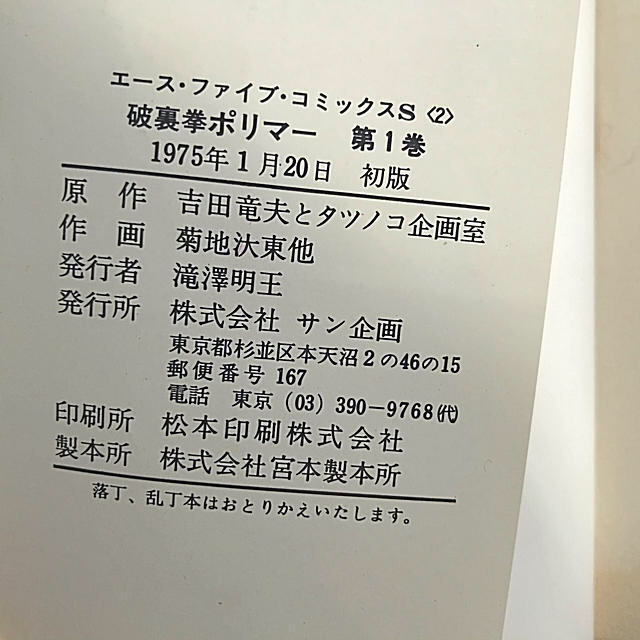 エース・ファイブ・コミックスS〈2〉
破裏拳ポリマー 第1巻
1975年1月20日 初版
原作 吉田竜夫とタツノコ企画室
作画 菊地汰東他
発行者 滝澤明王
発行所 株式会社 サン企画
東京都杉並区本天沼2の46の15
郵便番号 167
電話 東京(03)390-9768㈹
印刷所 松本印刷株式会社
製本所 株式会社宮本製本所
落丁、乱丁本はおとりかえいたします。